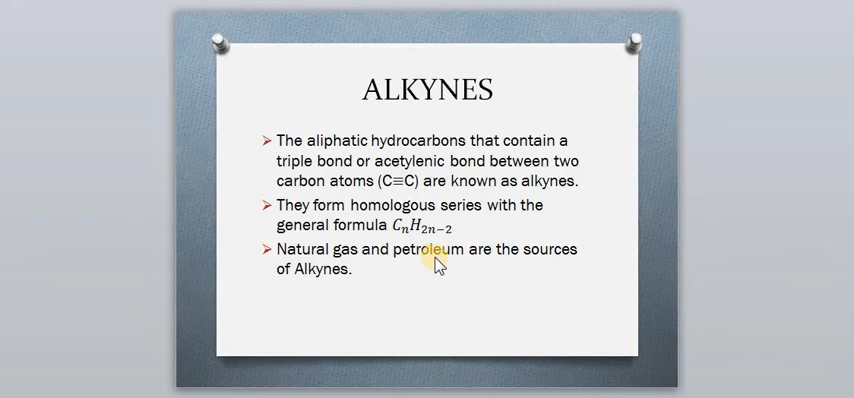 ALKYNES
➢ The aliphatic hydrocarbons that contain a
triple bond or acetylenic bond between two
carbon atoms (C≡C) are known as alkynes.
➢ They form homologous series with the
general formula CₙH₂ₙ₋₂
➢ Natural gas and petroleum are the sources
of Alkynes.